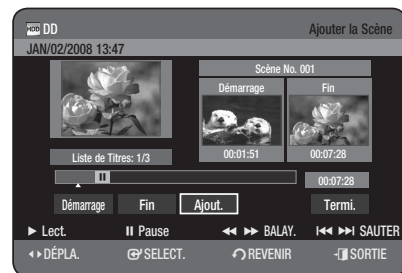 HDD DD Ajouter la Scène
JAN/02/2008 13:47
Scène No. 001
Démarrage Fin
00:01:51 00:07:28
Liste de Titres: 1/3
00:07:28
Démarrage Fin Ajout. Termi.
► Lect. II Pause ◄◄ ►► BALAY. I◄◄ ►►I SAUTER
◄►DÉPLA. SELECT. REVENIR SORTIE